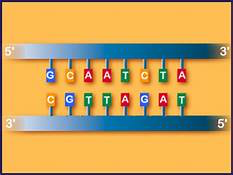 5' 3'
G C A A T C T A
C G T T A G A T
3' 5'